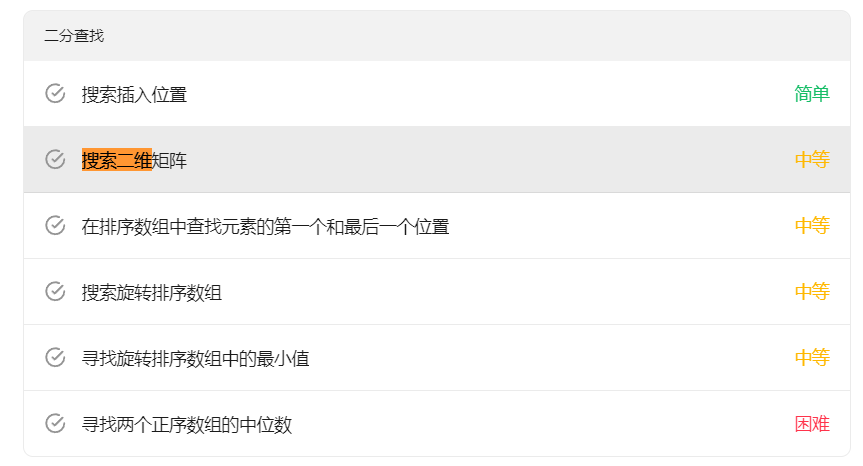 二分查找
搜索插入位置 简单
搜索二维矩阵 中等
在排序数组中查找元素的第一个和最后一个位置 中等
搜索旋转排序数组 中等
寻找旋转排序数组中的最小值 中等
寻找两个正序数组的中位数 困难